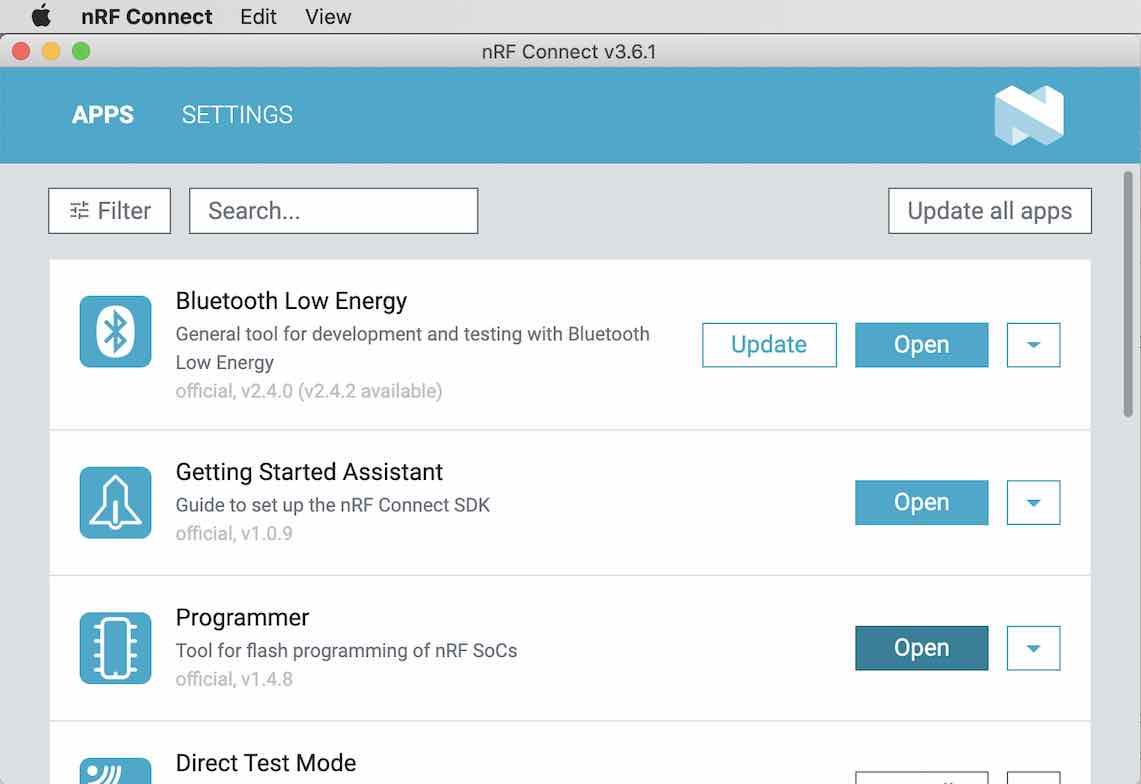 nRF Connect Edit View
nRF Connect v3.6.1
APPS SETTINGS
Filter Search... Update all apps
Bluetooth Low Energy
General tool for development and testing with Bluetooth
Low Energy
official, v2.4.0 (v2.4.2 available)
Update Open
Getting Started Assistant
Guide to set up the nRF Connect SDK
official, v1.0.9
Open
Programmer
Tool for flash programming of nRF SoCs
official, v1.4.8
Open
Direct Test Mode